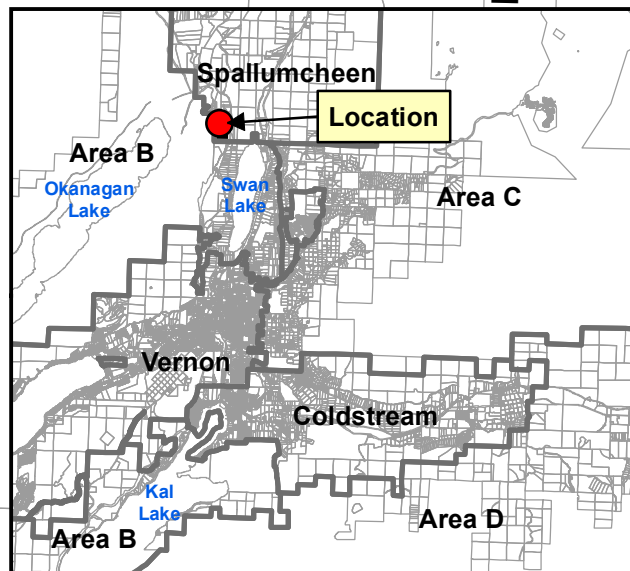 Spallumcheen
Location
Area B
Okanagan
Lake
Swan
Lake
Area C
Vernon
Coldstream
Kal
Lake
Area B
Area D